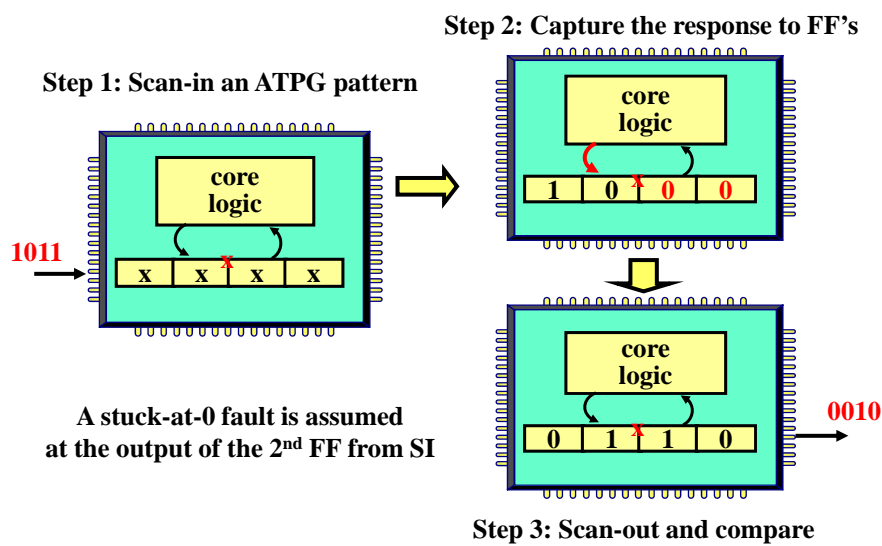 Step 1: Scan-in an ATPG pattern
core
logic
1011
x x x x
x
Step 2: Capture the response to FF’s
core
logic
x
1 0 0 0
A stuck-at-0 fault is assumed
at the output of the 2nd FF from SI
core
logic
x
0 1 1 0
0010
Step 3: Scan-out and compare